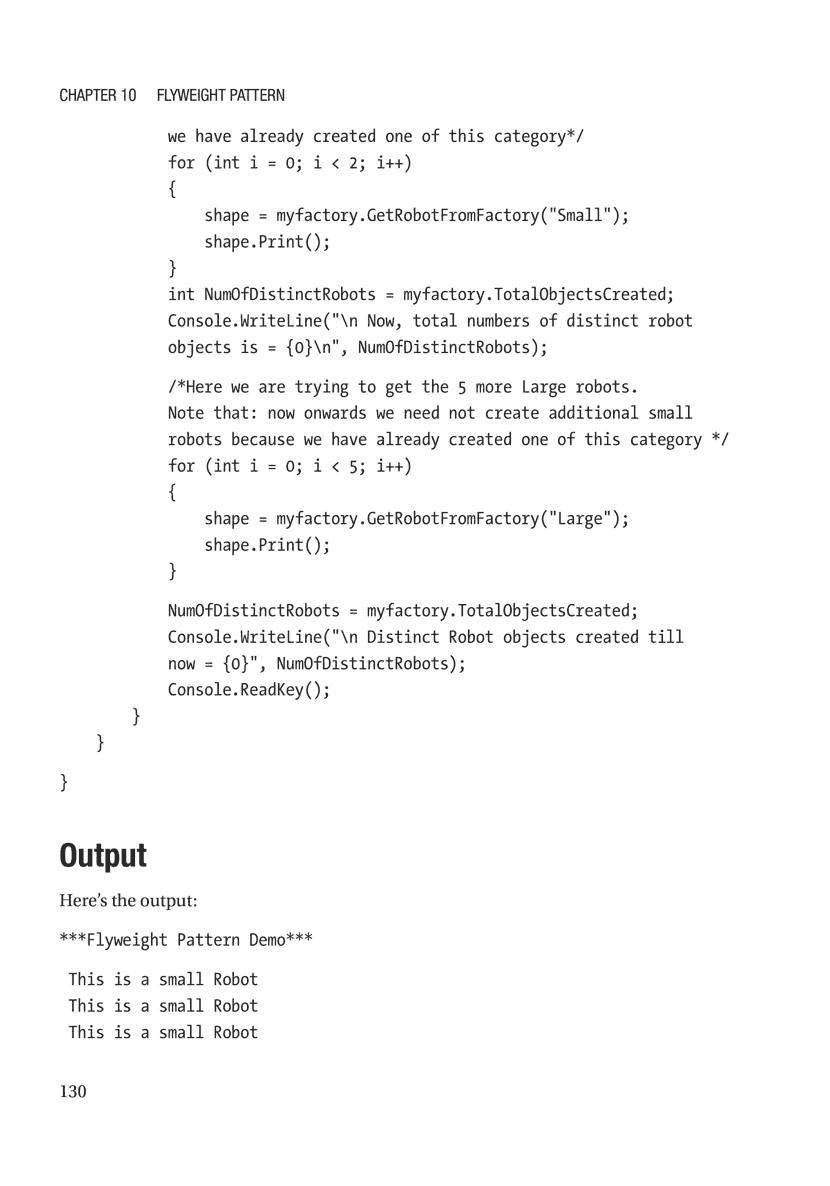 CHAPTER 10 FLYWEIGHT PATTERN
we have already created one of this category*/
for (int i = 0; i < 2; i++)
{
shape = myfactory.GetRobotFromFactory("Small");
shape.Print();
}
int NumOfDistinctRobots = myfactory.TotalObjectsCreated;
Console.WriteLine("\n Now, total numbers of distinct robot
objects is = {0}\n", NumOfDistinctRobots);
/*Here we are trying to get the 5 more Large robots.
Note that: now onwards we need not create additional small
robots because we have already created one of this category */
for (int i = 0; i < 5; i++)
{
shape = myfactory.GetRobotFromFactory("Large");
shape.Print();
}
NumOfDistinctRobots = myfactory.TotalObjectsCreated;
Console.WriteLine("\n Distinct Robot objects created till
now = {0}", NumOfDistinctRobots);
Console.ReadKey();
}
}
}
Output
Here’s the output:
***Flyweight Pattern Demo***
This is a small Robot
This is a small Robot
This is a small Robot
130